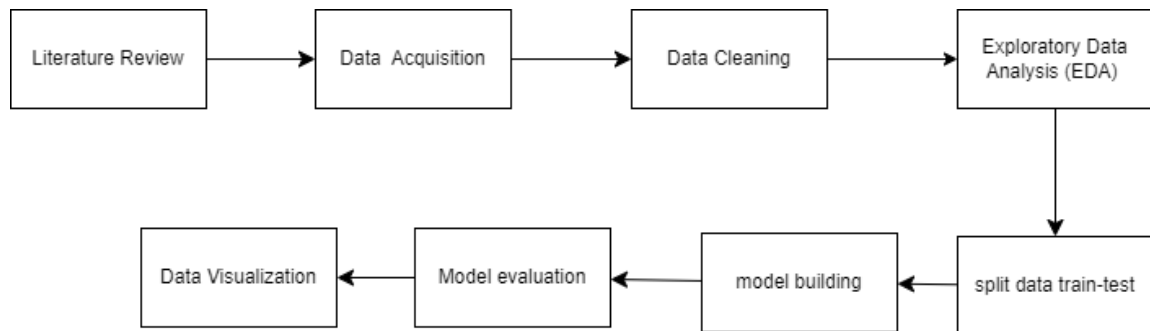 Literature Review
Data Acquisition
Data Cleaning
Exploratory Data
Analysis (EDA)
split data train-test
model building
Model evaluation
Data Visualization